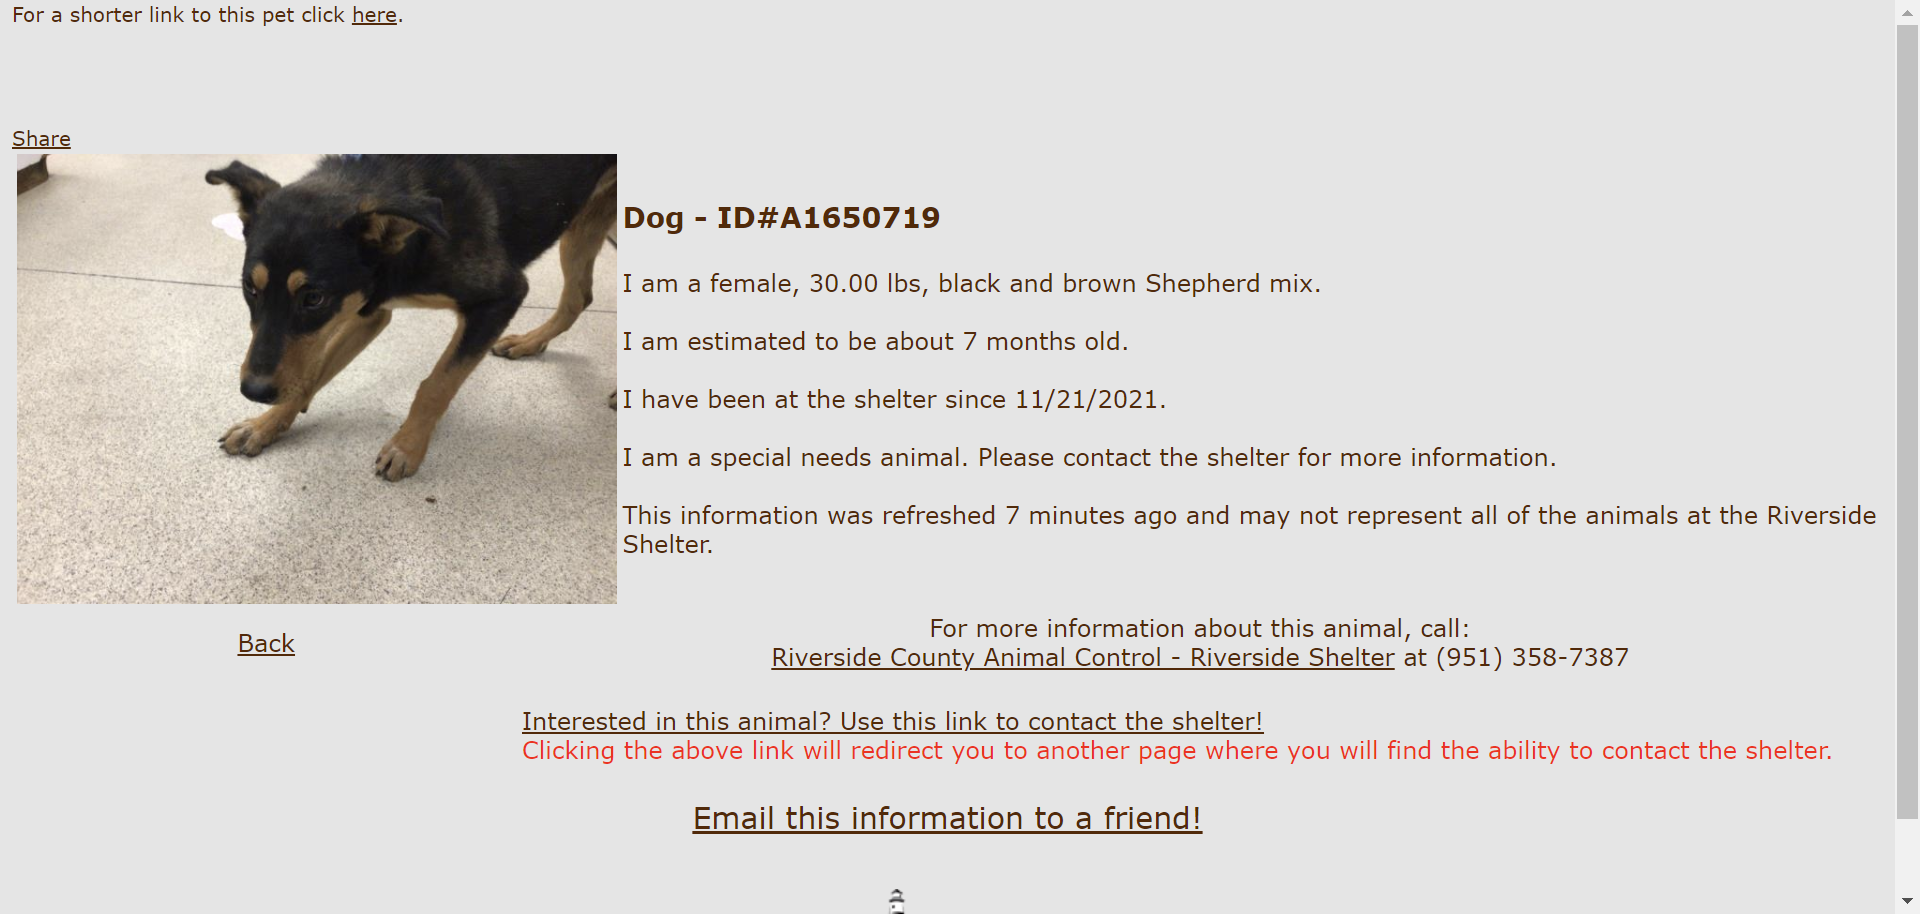 For a shorter link to this pet click here.
Share
Dog - ID#A1650719
I am a female, 30.00 lbs, black and brown Shepherd mix.
I am estimated to be about 7 months old.
I have been at the shelter since 11/21/2021.
I am a special needs animal. Please contact the shelter for more information.
This information was refreshed 7 minutes ago and may not represent all of the animals at the Riverside
Shelter.
Back
For more information about this animal, call:
Riverside County Animal Control - Riverside Shelter at (951) 358-7387
Interested in this animal? Use this link to contact the shelter!
Clicking the above link will redirect you to another page where you will find the ability to contact the shelter.
Email this information to a friend!